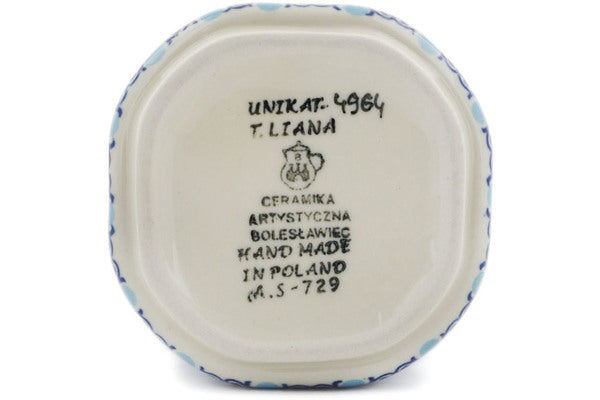 UNIKAT-4964
T. LIANA
B
CERAMIKA
ARTYSTYCZNA
BOLESŁAWIEC
HAND MADE
IN POLAND
M.S-729